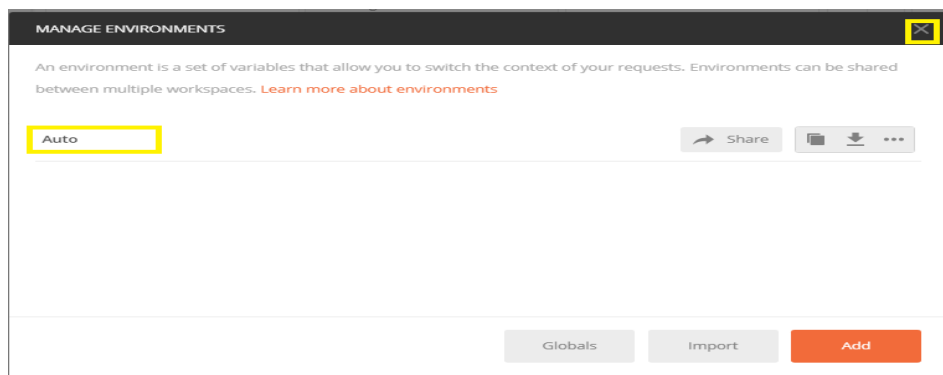 MANAGE ENVIRONMENTS
An environment is a set of variables that allow you to switch the context of your requests. Environments can be shared
between multiple workspaces. Learn more about environments
Auto Share
Globals Import Add